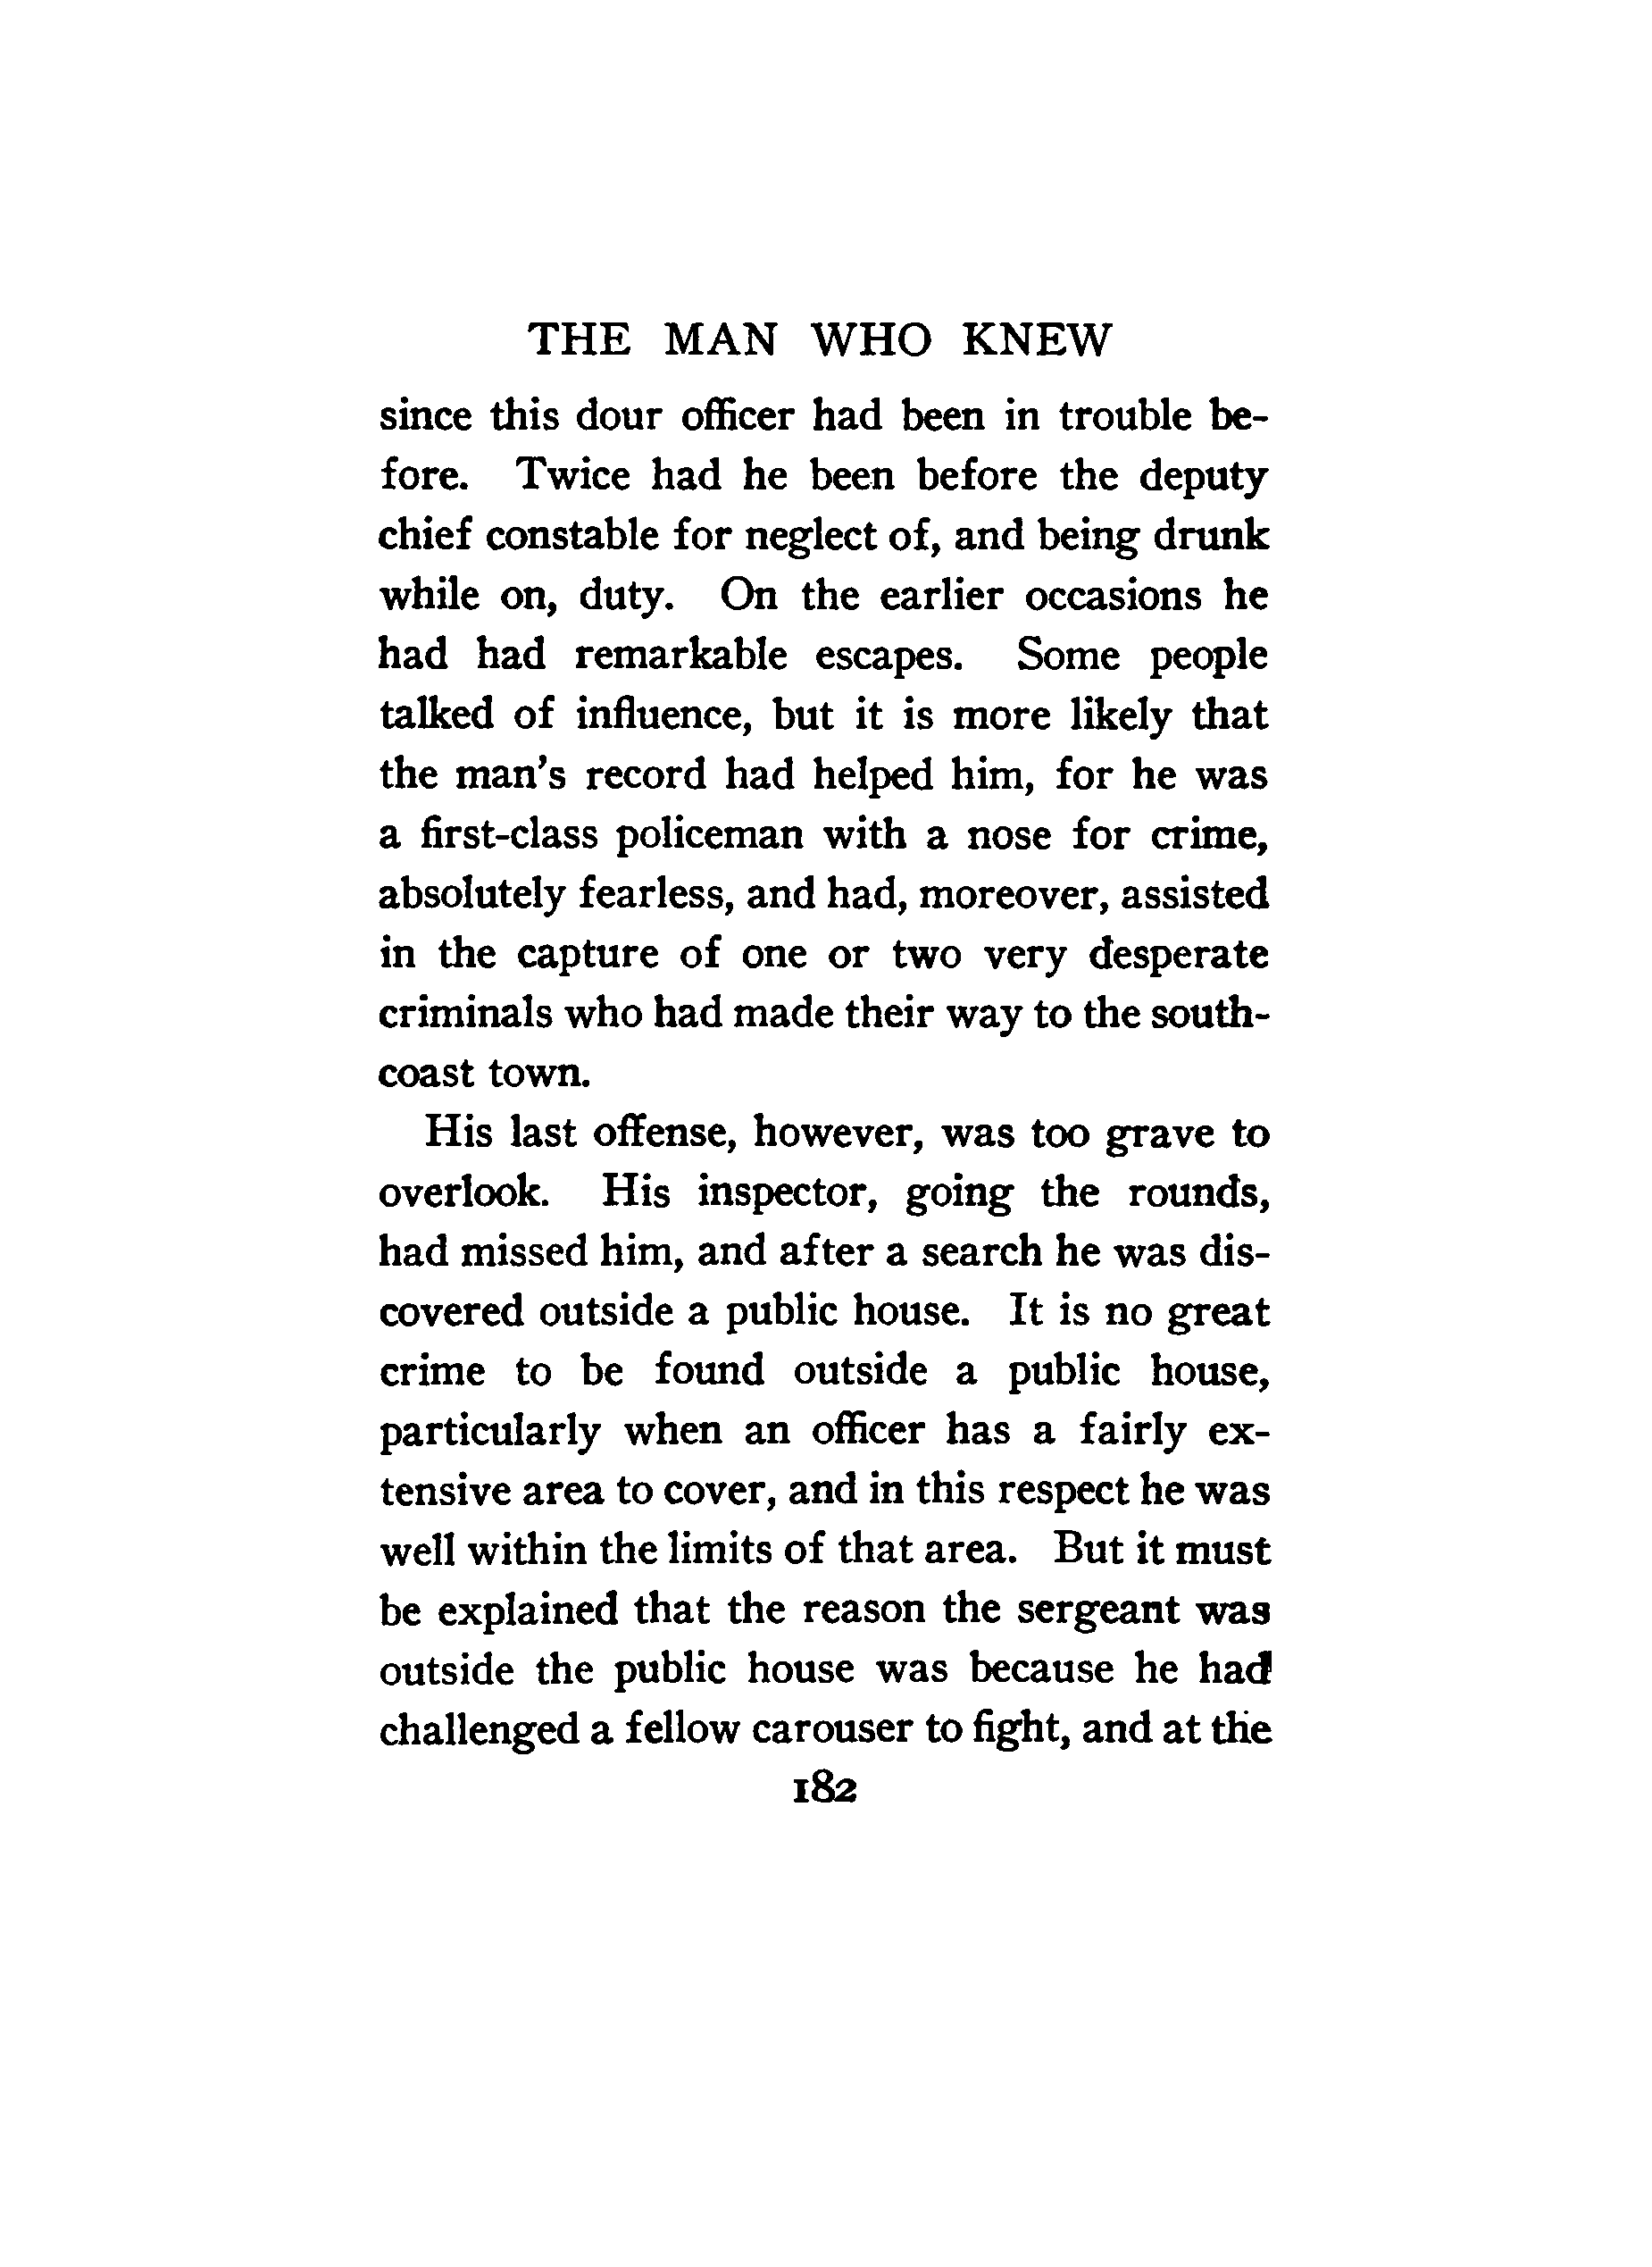 THE MAN WHO KNEW
since this dour officer had been in trouble be-
fore. Twice had he been before the deputy
chief constable for neglect of, and being drunk
while on, duty. On the earlier occasions he
had had remarkable escapes. Some people
talked of influence, but it is more likely that
the man's record had helped him, for he was
a first-class policeman with a nose for crime,
absolutely fearless, and had, moreover, assisted
in the capture of one or two very desperate
criminals who had made their way to the south-
coast town.
His last offense, however, was too grave to
overlook. His inspector, going the rounds,
had missed him, and after a search he was dis-
covered outside a public house. It is no great
crime to be found outside a public house,
particularly when an officer has a fairly ex-
tensive area to cover, and in this respect he was
well within the limits of that area. But it must
be explained that the reason the sergeant was
outside the public house was because he had
challenged a fellow carouser to fight, and at the
182